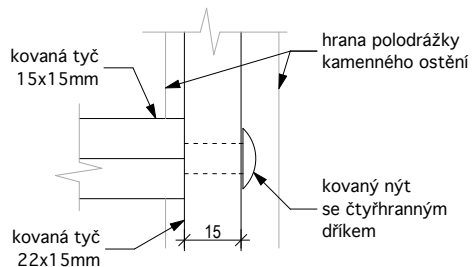 kovaná tyč
15x15mm
hrana polodrážky
kamenného ostění
kovaný nýt
se čtyřhranným
dříkem
15
kovaná tyč
22x15mm